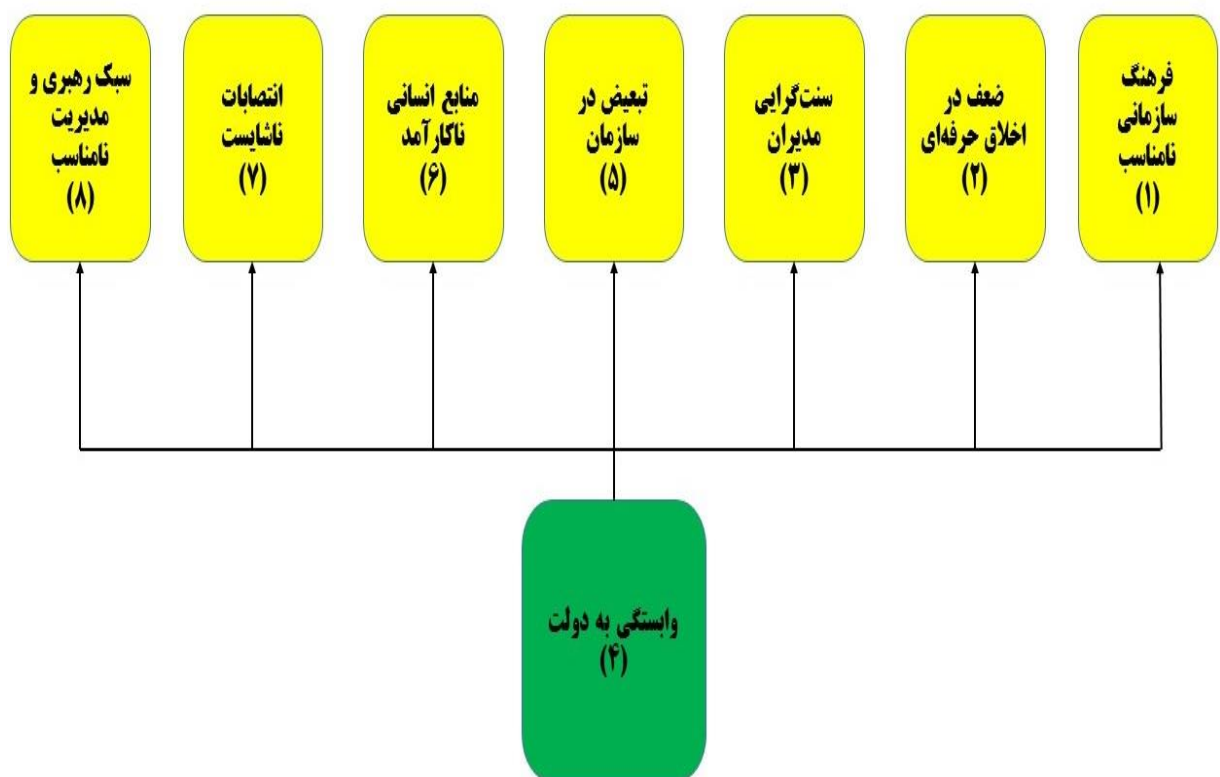 فرهنگ
سازمانی
نامناسب
(۱)
ضعف در
اخلاق حرفه‌ای
(۲)
سنت‌گرایی
مدیران
(۳)
تبعیض در
سازمان
(۵)
منابع انسانی
ناکارآمد
(۶)
انتصابات
ناشایست
(۷)
سبک رهبری و
مدیریت
نامناسب
(۸)
وابستگی به دولت
(۴)